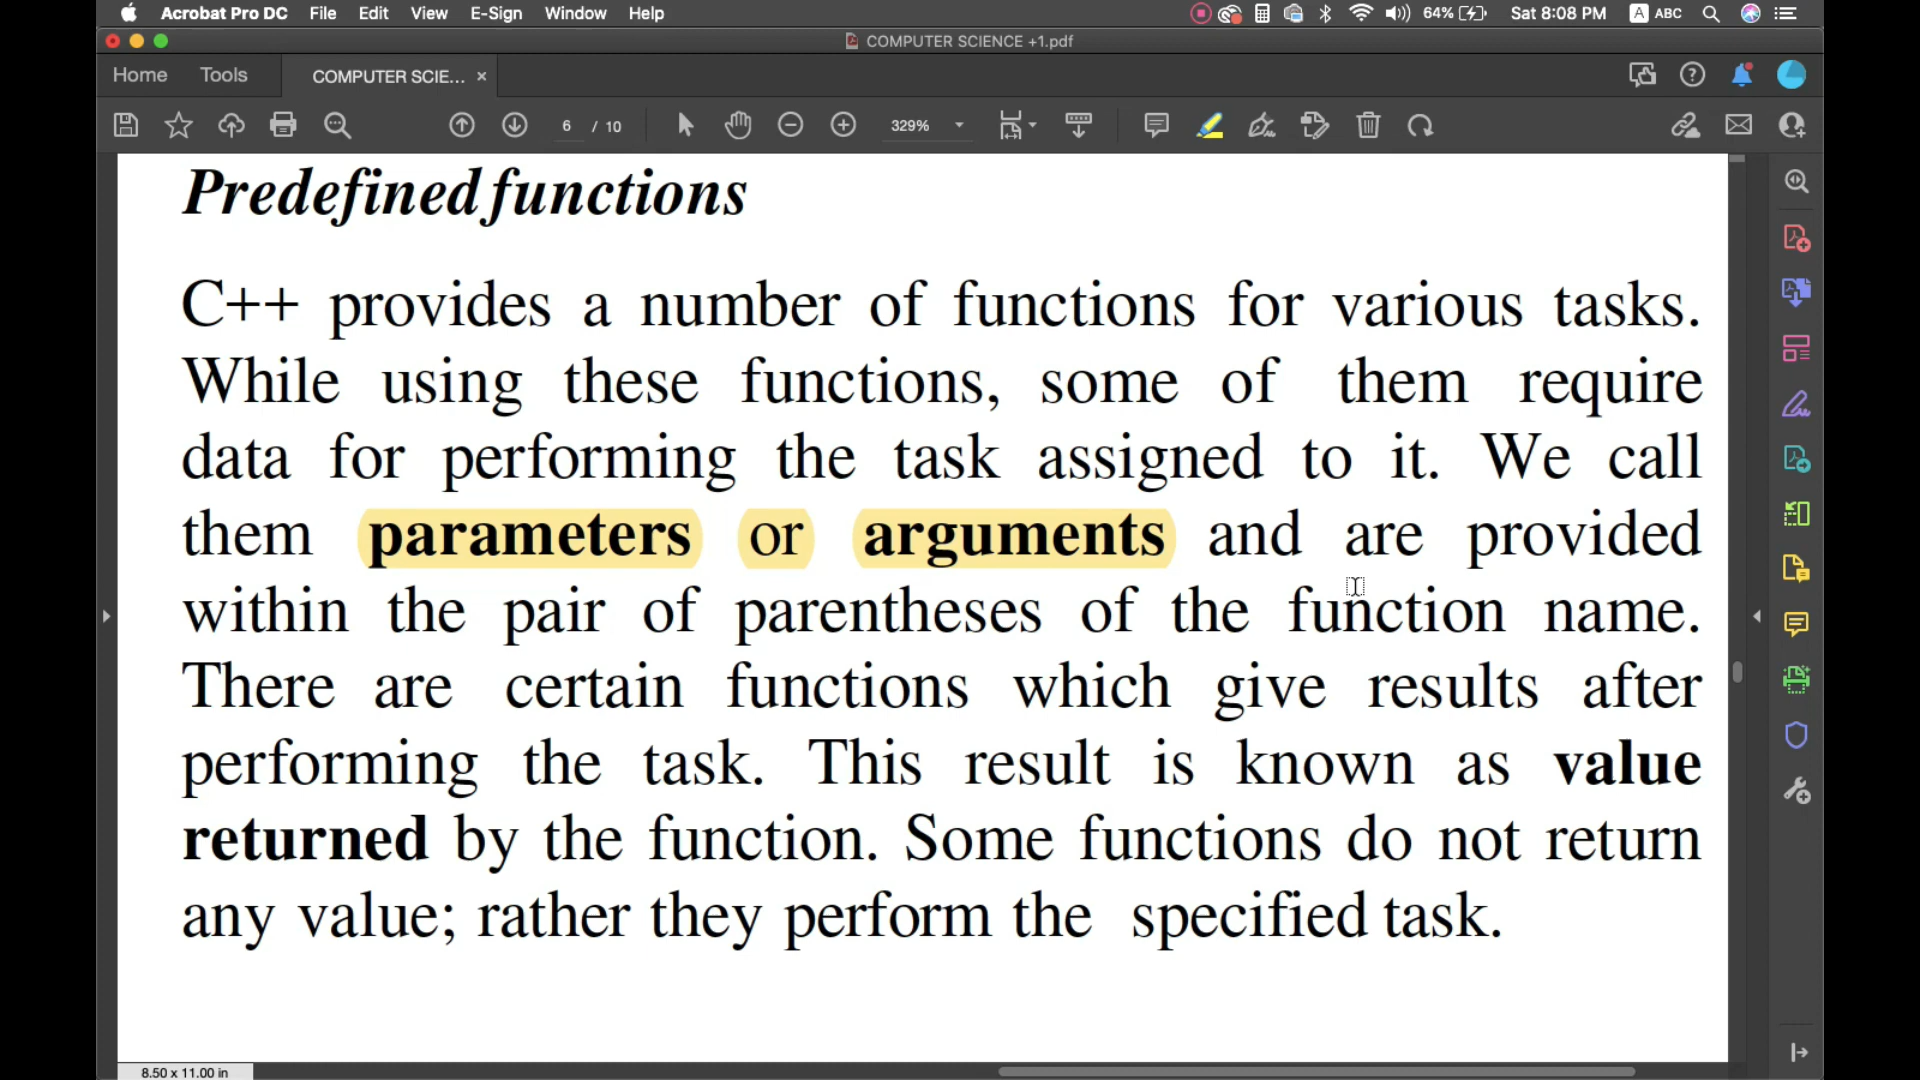 Acrobat Pro DC File Edit View E-Sign Window Help 64% Sat 8:08 PM A ABC
COMPUTER SCIENCE +1.pdf
Home Tools COMPUTER SCIE... ×
6 / 10 329%
Predefined functions
C++ provides a number of functions for various tasks.
While using these functions, some of them require
data for performing the task assigned to it. We call
them parameters or arguments and are provided
within the pair of parentheses of the function name.
There are certain functions which give results after
performing the task. This result is known as value
returned by the function. Some functions do not return
any value; rather they perform the specified task.
8.50 x 11.00 in